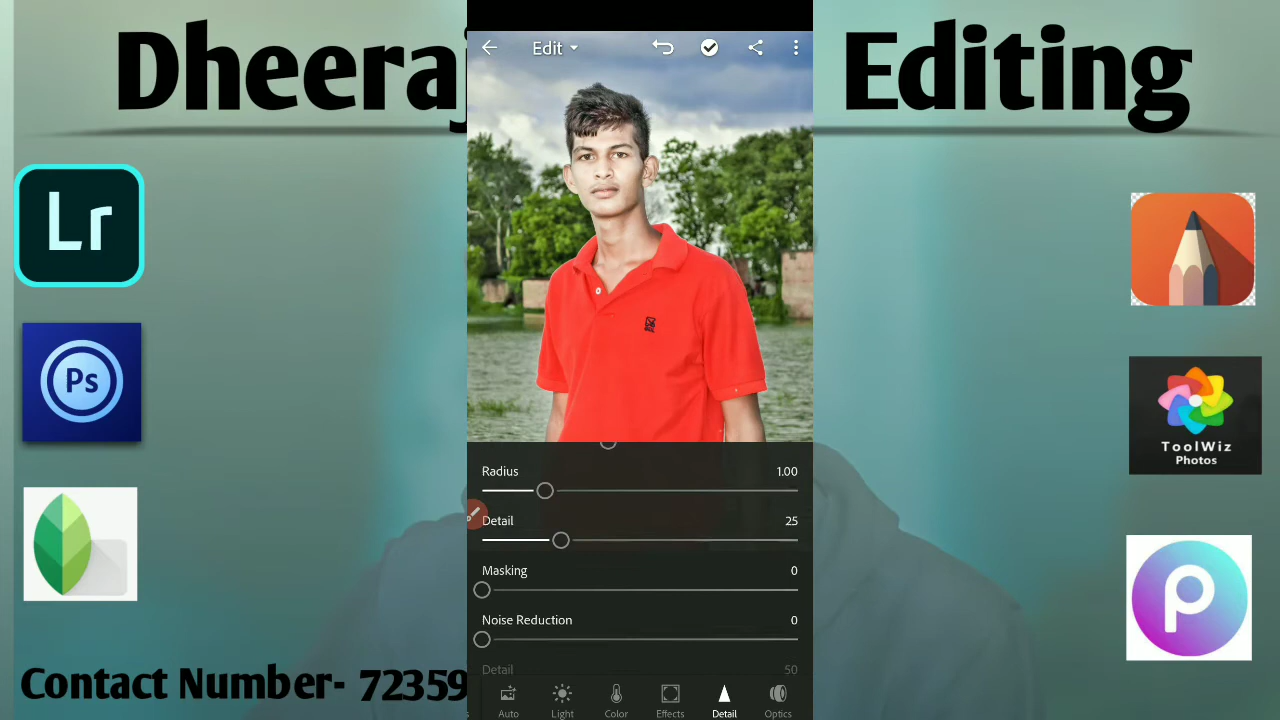 Dheeraj Editing
Edit
Lr
Ps
ToolWiz
Photos
P
Radius 1.00
Detail 25
Masking 0
Noise Reduction 0
Detail 50
Contact Number- 72359
Auto Light Color Effects Detail Optics